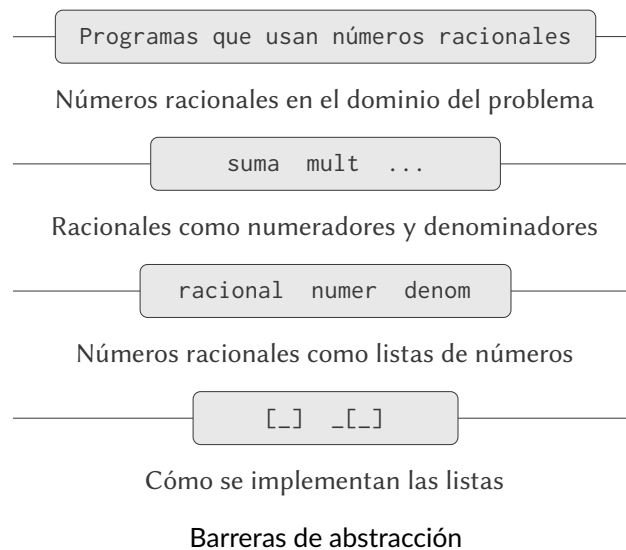 Programas que usan números racionales
Números racionales en el dominio del problema
suma mult ...
Racionales como numeradores y denominadores
racional numer denom
Números racionales como listas de números
[_] _[_]
Cómo se implementan las listas
Barreras de abstracción